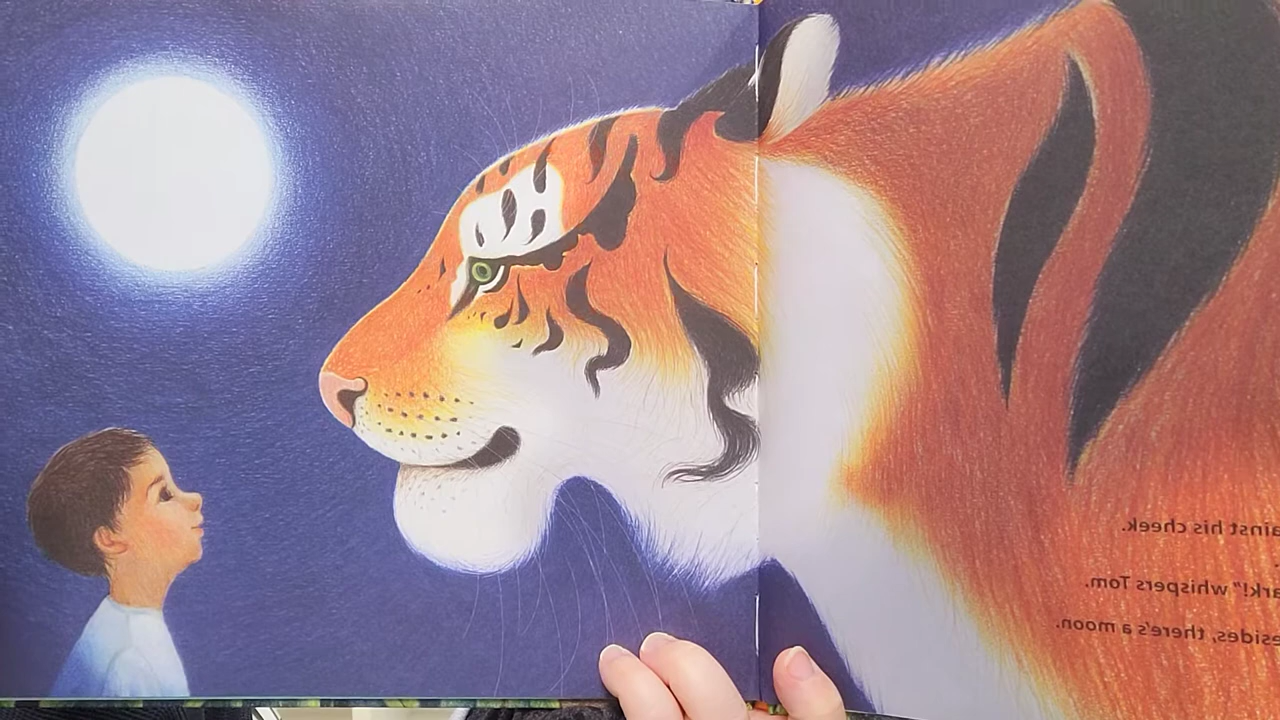 ainst his cheek.
ark!" whispers Tom.
esides, there's a moon.